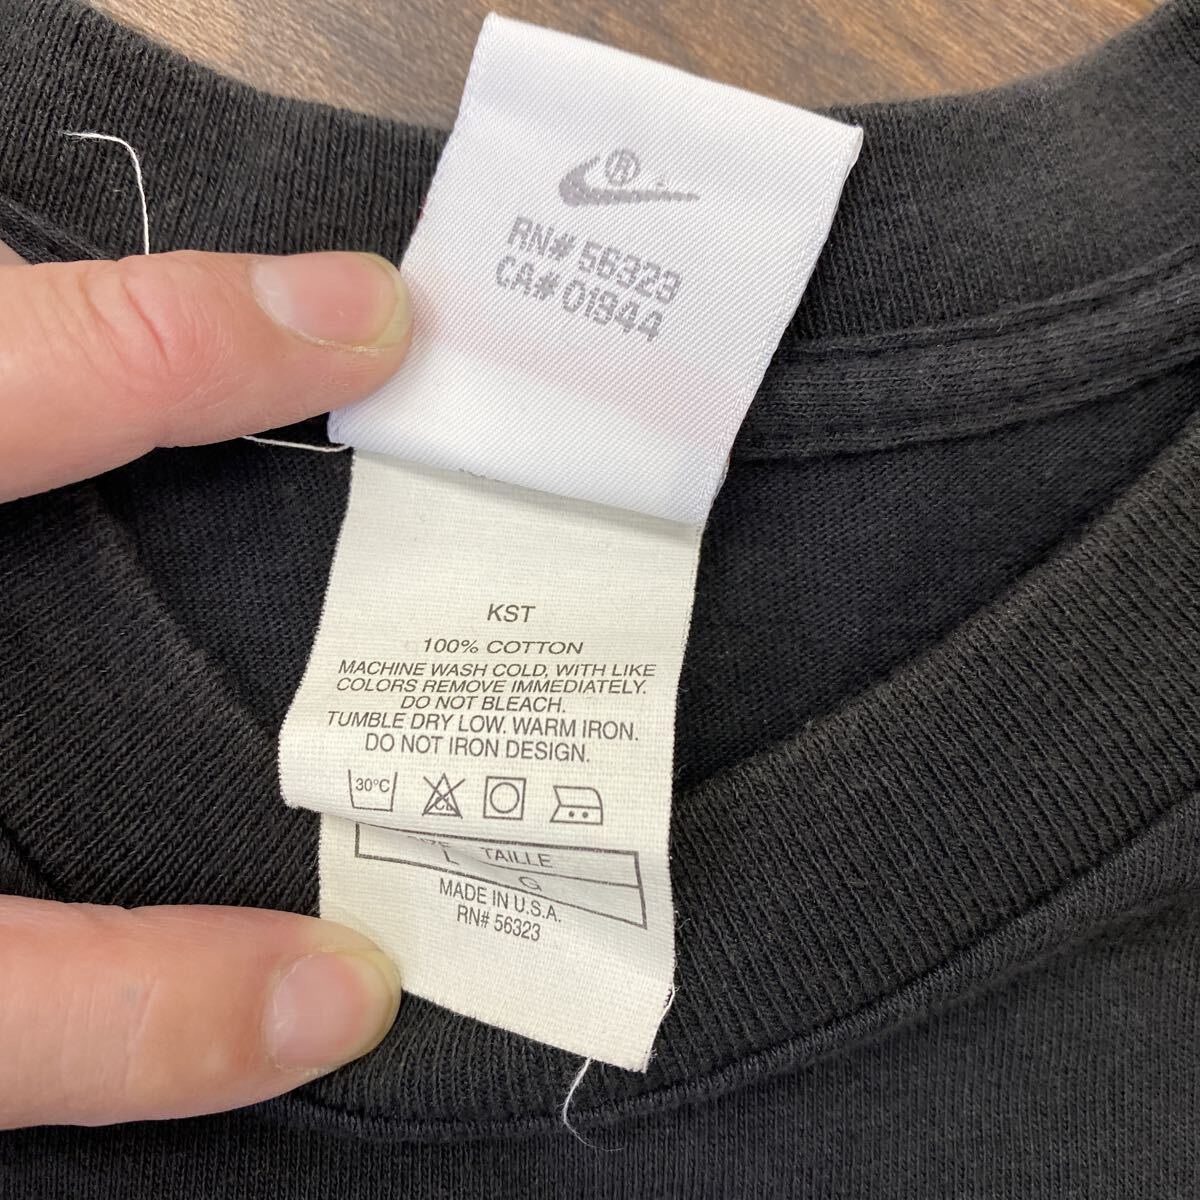 ®
RN# 56323
CA# 01944
KST
100% COTTON
MACHINE WASH COLD, WITH LIKE
COLORS REMOVE IMMEDIATELY.
DO NOT BLEACH.
TUMBLE DRY LOW. WARM IRON.
DO NOT IRON DESIGN.
30°C CL
TAILLE
L G
MADE IN U.S.A.
RN# 56323